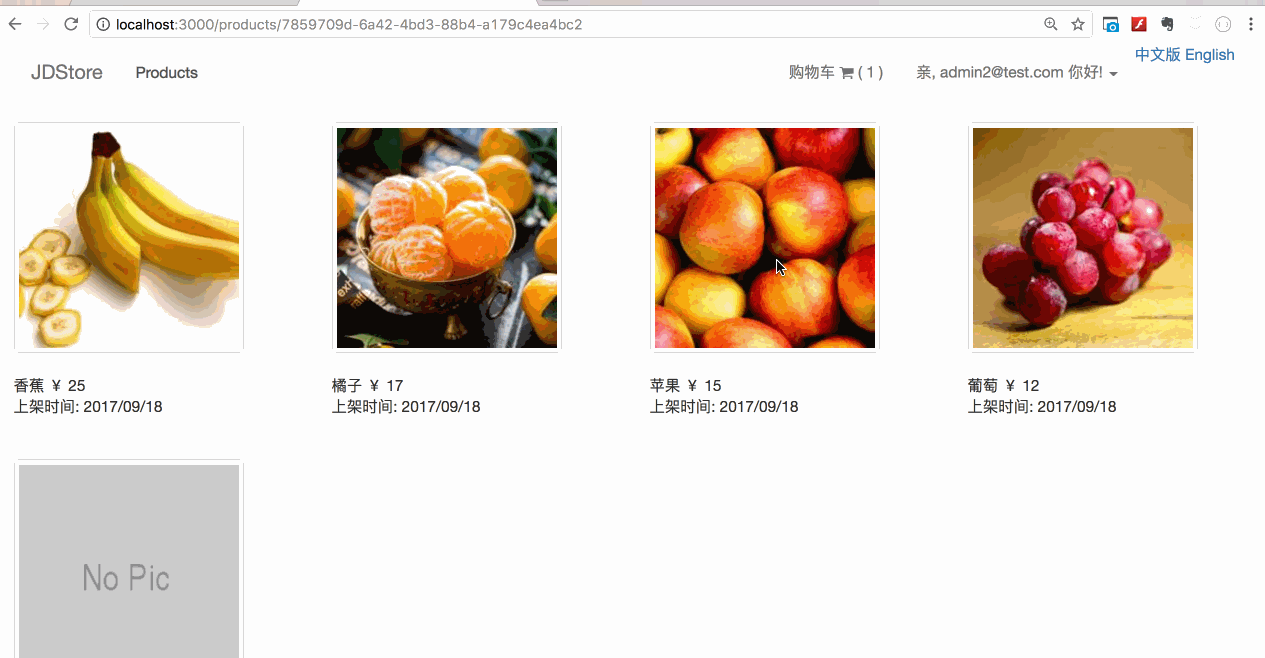 localhost:3000/products/7859709d-6a42-4bd3-88b4-a179c4ea4bc2
中文版 English
JDStore Products 购物车 ( 1 ) 亲, admin2@test.com 你好!
香蕉 ¥ 25
上架时间: 2017/09/18
橘子 ¥ 17
上架时间: 2017/09/18
苹果 ¥ 15
上架时间: 2017/09/18
葡萄 ¥ 12
上架时间: 2017/09/18
No Pic